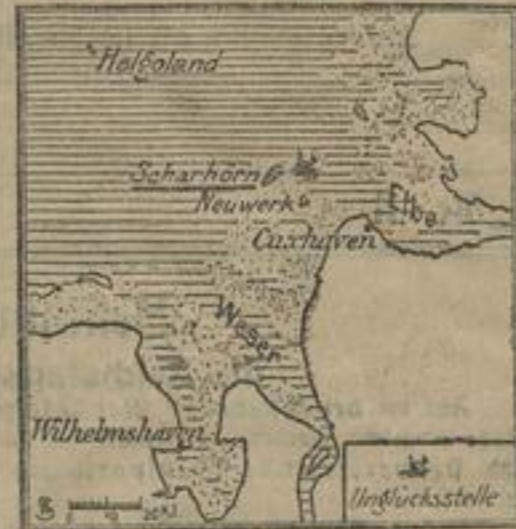 Helgoland
Scharhörn
Neuwerk
Elbe
Cuxhaven
Weser
Wilhelmshaven
Unglücksstelle